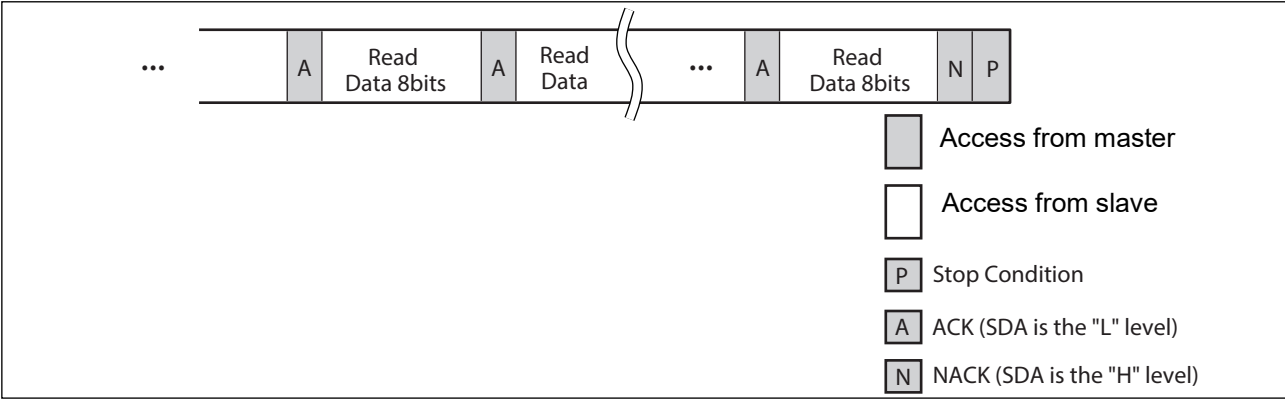 ... A Read Data 8bits A Read Data ... A Read Data 8bits N P
Access from master
Access from slave
P Stop Condition
A ACK (SDA is the "L" level)
N NACK (SDA is the "H" level)